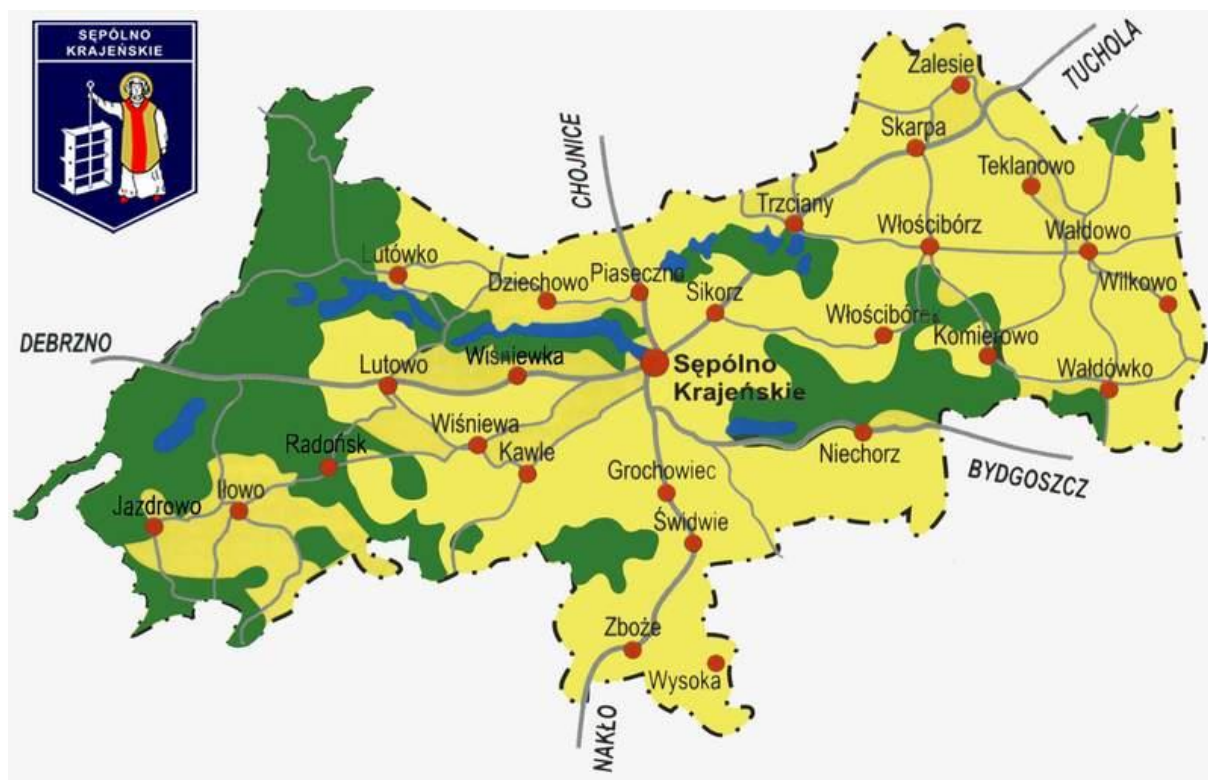 SĘPÓLNO
KRAJEŃSKIE
TUCHOLA
Zalesie
CHOJNICE
Skarpa
Teklanowo
Trzciany
Włościbórz
Wałdowo
Lutówko
Dziechowo
Piaseczno
Sikorz
Wilkowo
Włościbórek
Komierowo
DEBRZNO
Lutowo
Wiśniewka
Sępólno
Krajeńskie
Wałdówko
Wiśniewa
Radońsk
Kawle
Niechorz
BYDGOSZCZ
Grochowiec
Jazdrowo
Iłowo
Świdwie
Zboże
Wysoka
NAKŁO